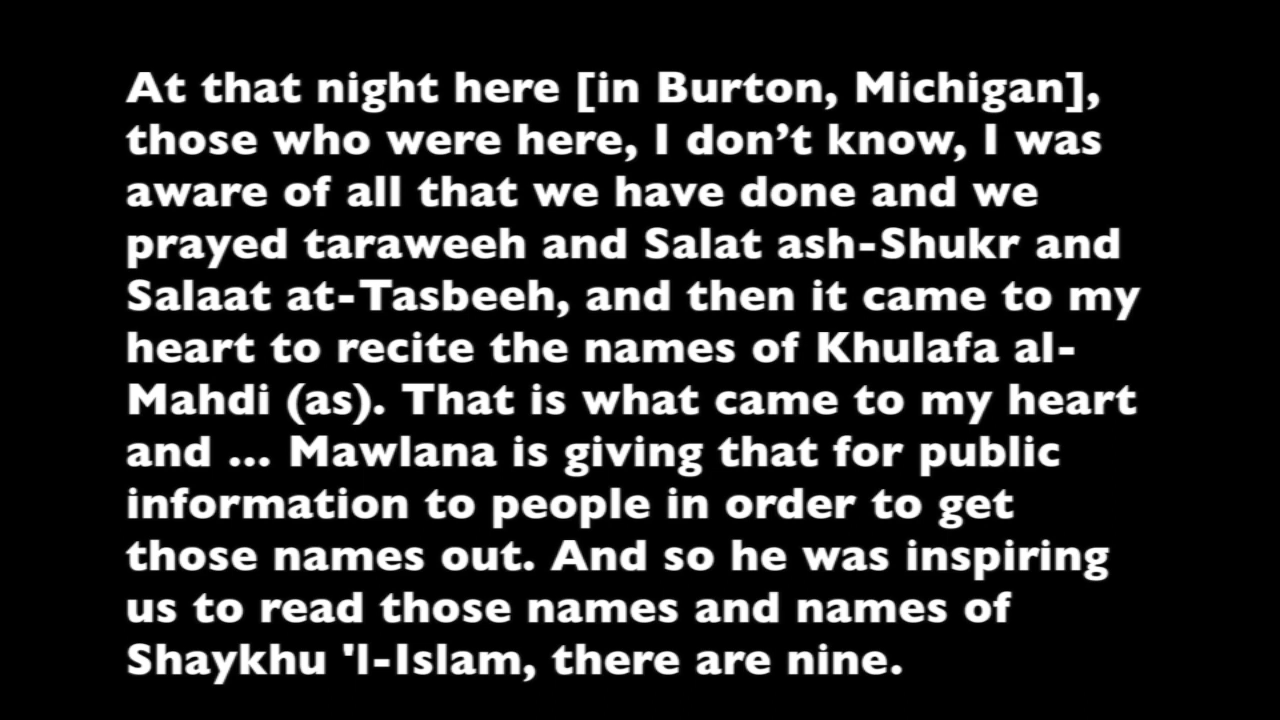 At that night here [in Burton, Michigan],
those who were here, I don’t know, I was
aware of all that we have done and we
prayed taraweeh and Salat ash-Shukr and
Salaat at-Tasbeeh, and then it came to my
heart to recite the names of Khulafa al-
Mahdi (as). That is what came to my heart
and ... Mawlana is giving that for public
information to people in order to get
those names out. And so he was inspiring
us to read those names and names of
Shaykhu 'l-Islam, there are nine.